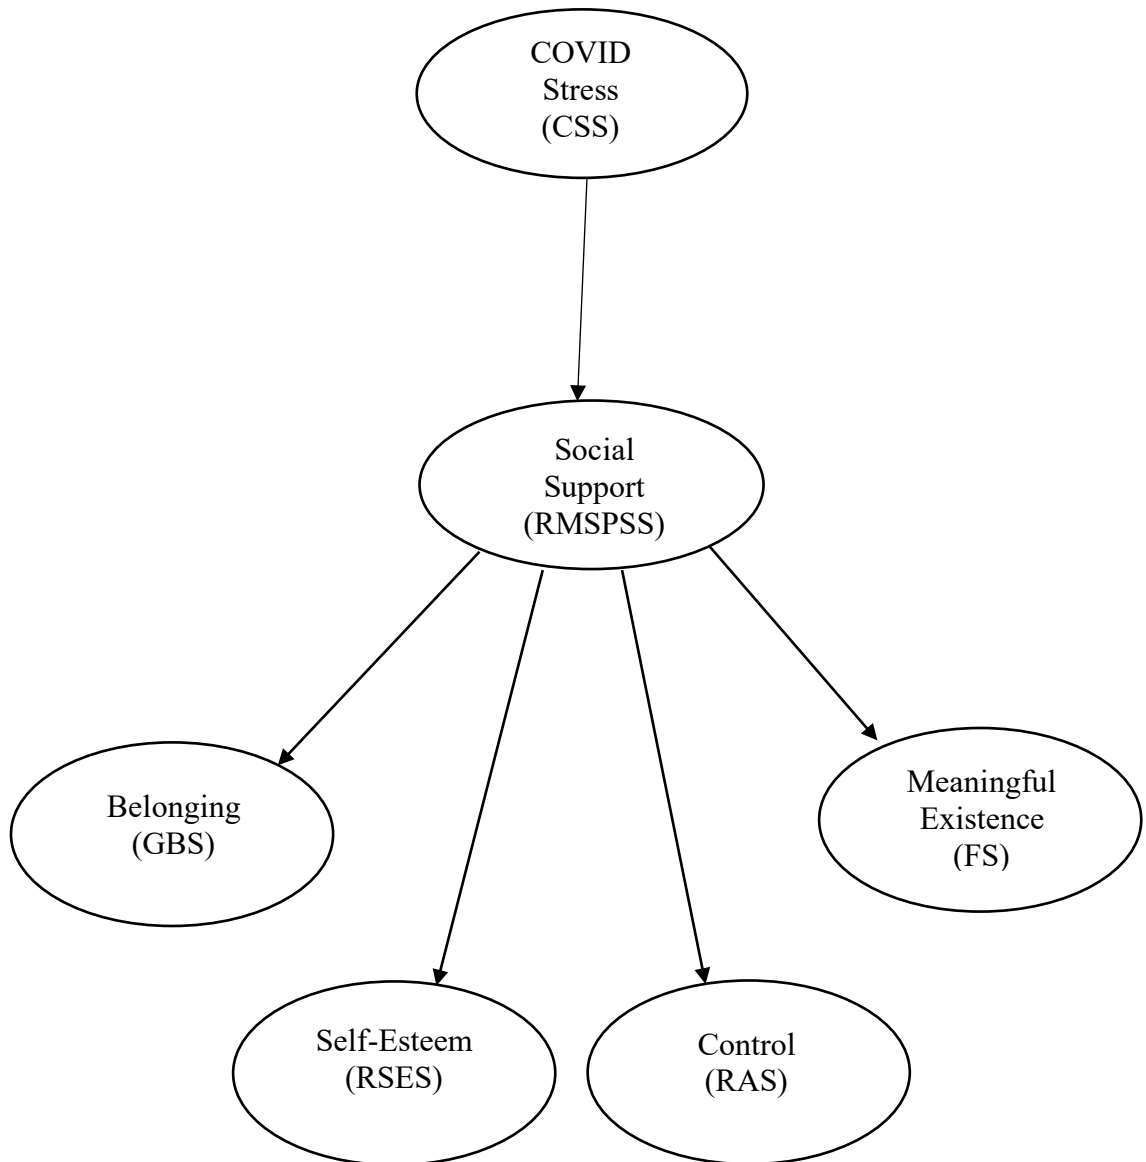 COVID
Stress
(CSS)
Social
Support
(RMSPSS)
Belonging
(GBS)
Meaningful
Existence
(FS)
Self-Esteem
(RSES)
Control
(RAS)